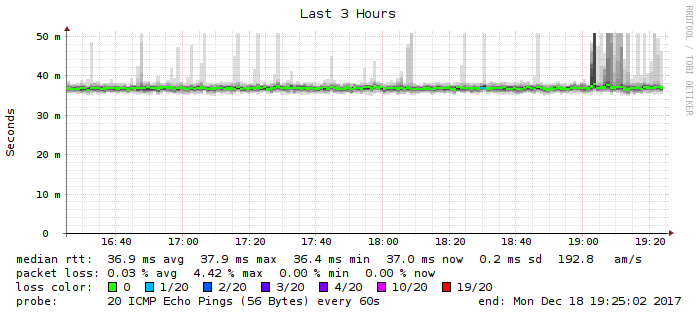 Last 3 Hours
RRDTOOL / TOBI OETIKER
Seconds
50 m
40 m
30 m
20 m
10 m
0
16:40 17:00 17:20 17:40 18:00 18:20 18:40 19:00 19:20
median rtt: 36.9 ms avg 37.9 ms max 36.4 ms min 37.0 ms now 0.2 ms sd 192.8 am/s
packet loss: 0.03 % avg 4.42 % max 0.00 % min 0.00 % now
loss color: 0 1/20 2/20 3/20 4/20 10/20 19/20
probe: 20 ICMP Echo Pings (56 Bytes) every 60s end: Mon Dec 18 19:25:02 2017